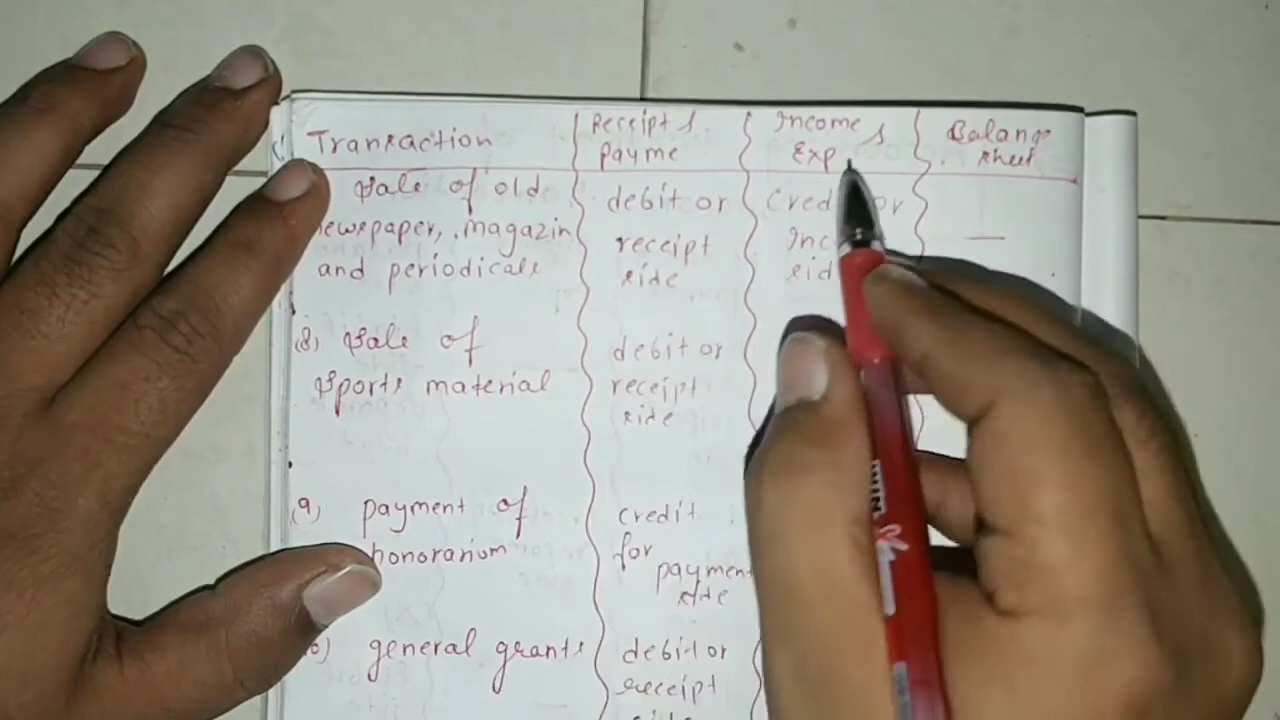 Transaction
Receipt &
payme
Income &
Exp
Balance
sheet
Sale of old
newspaper, magazin
and periodicals
debit or
receipt
side
Cred or
Inc
sid
—
(8) Sale of
Sports material
debit or
receipt
side
(9) payment of
honorarium
credit
for
payment
side
general grants
debit or
receipt